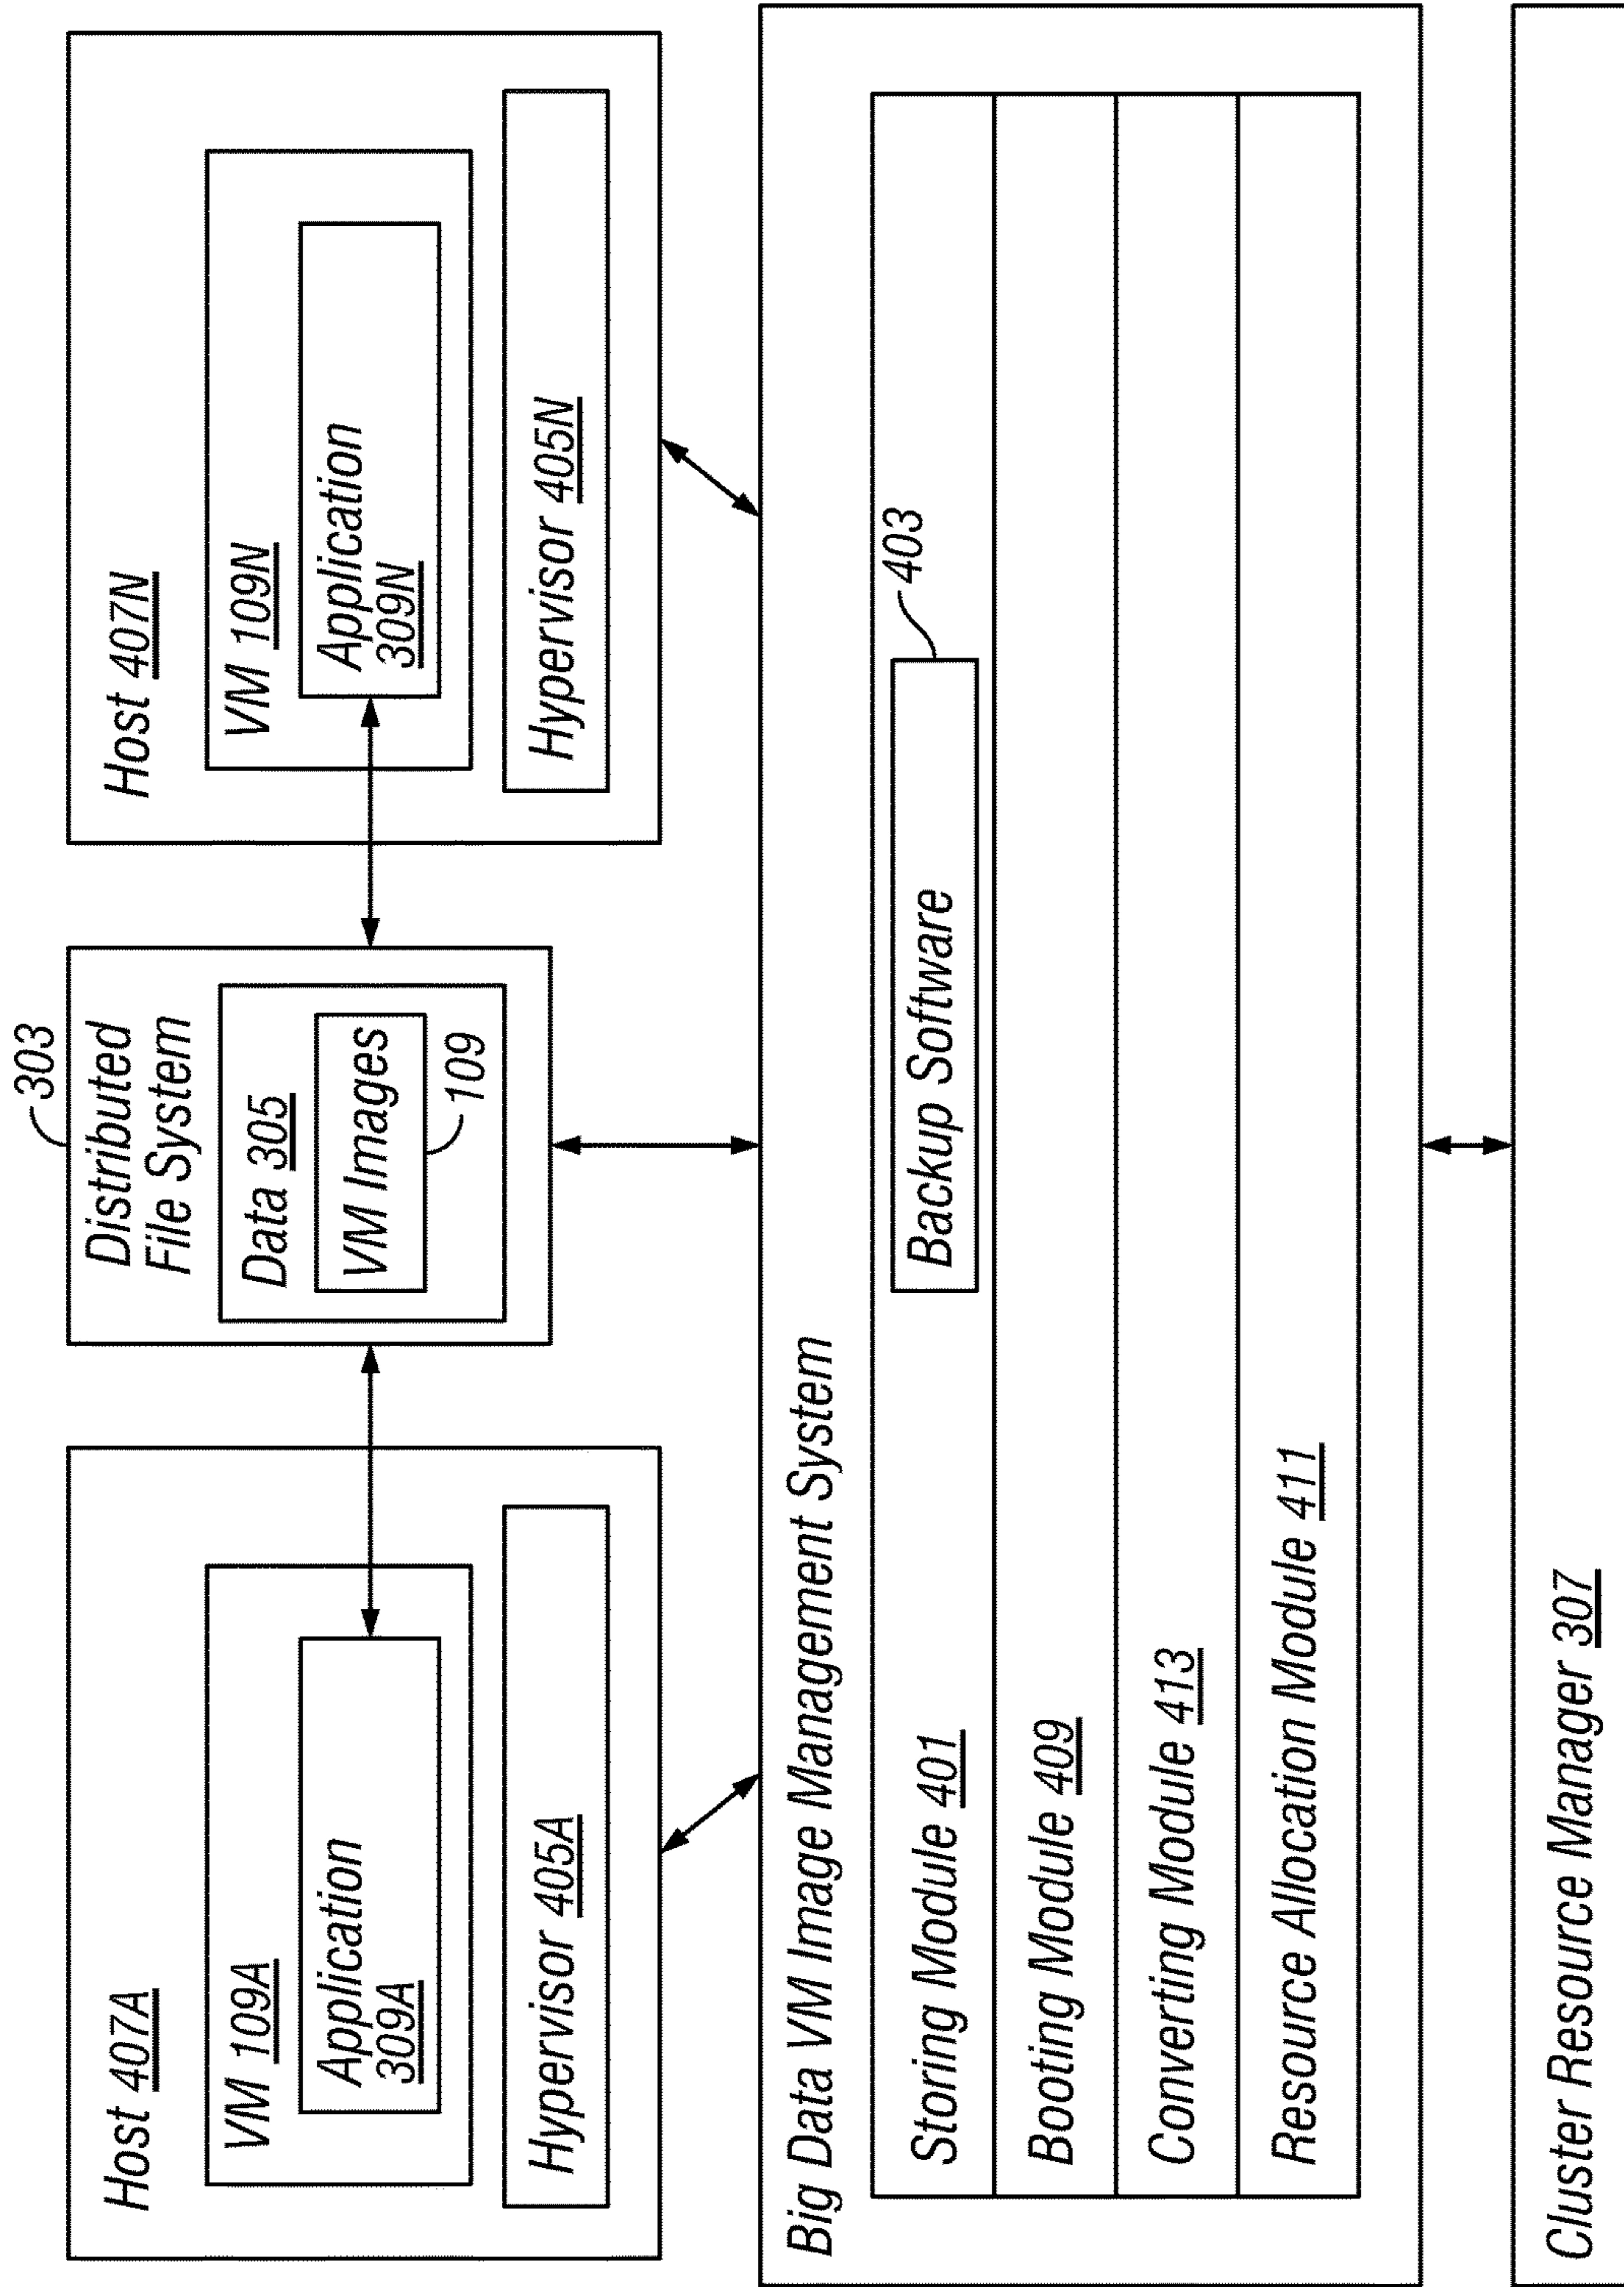 Host 407A
VM 109A
Application
309A
Hypervisor 405A
303
Distributed
File System
Data 305
VM Images
109
Host 407N
VM 109N
Application
309N
Hypervisor 405N
Big Data VM Image Management System
Storing Module 401
Backup Software
403
Booting Module 409
Converting Module 413
Resource Allocation Module 411
Cluster Resource Manager 307